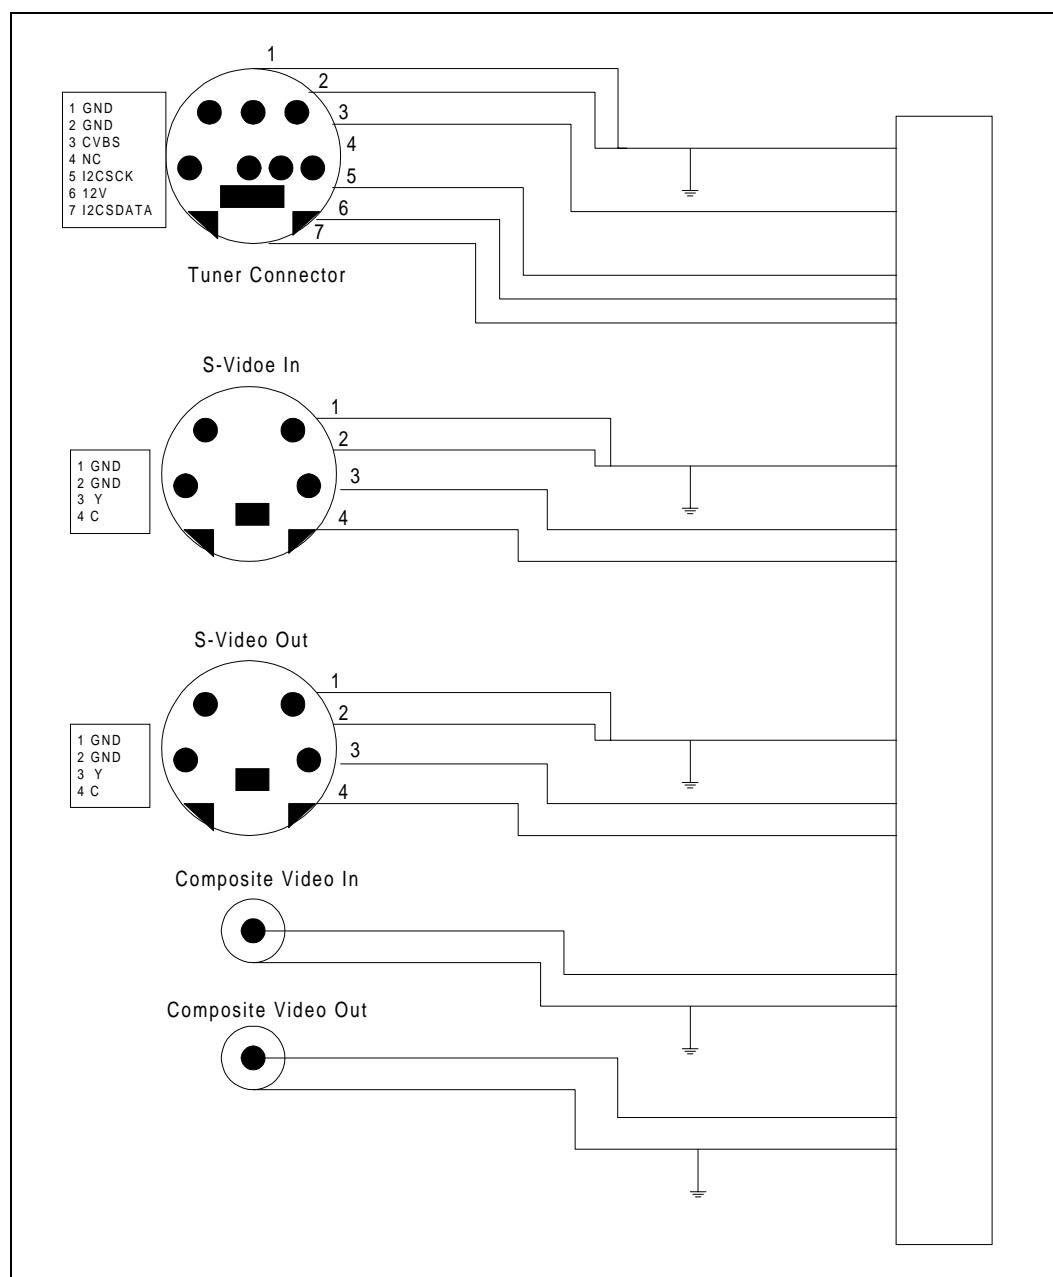 1
2
3
4
5
6
7
1 GND
2 GND
3 CVBS
4 NC
5 I2CSCK
6 12V
7 I2CSDATA
Tuner Connector
S-Vidoe In
1
2
3
4
1 GND
2 GND
3 Y
4 C
S-Video Out
1
2
3
4
1 GND
2 GND
3 Y
4 C
Composite Video In
Composite Video Out